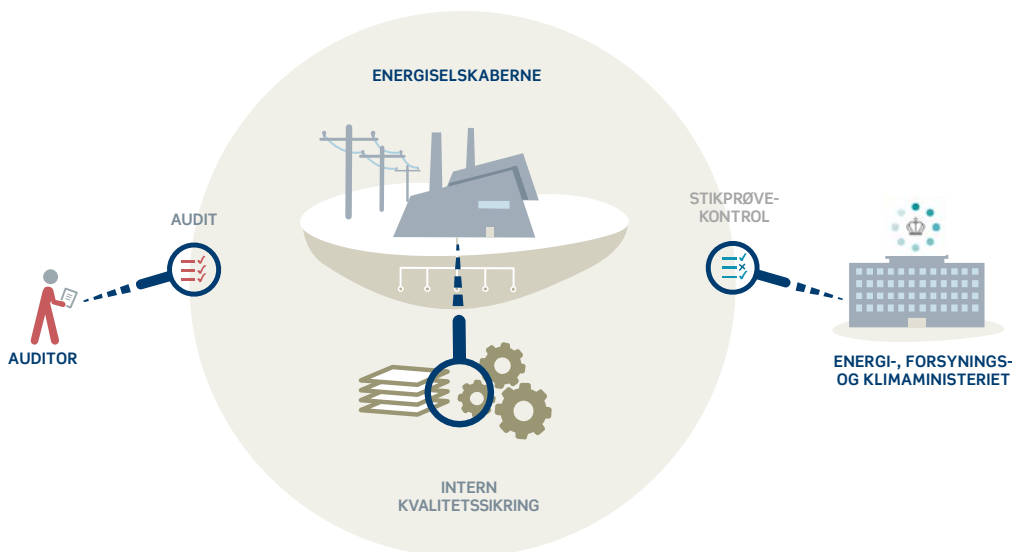 ENERGISELSKABERNE
AUDIT
STIKPRØVE-
KONTROL
AUDITOR
ENERGI-, FORSYNINGS-
OG KLIMAMINISTERIET
INTERN
KVALITETSSIKRING